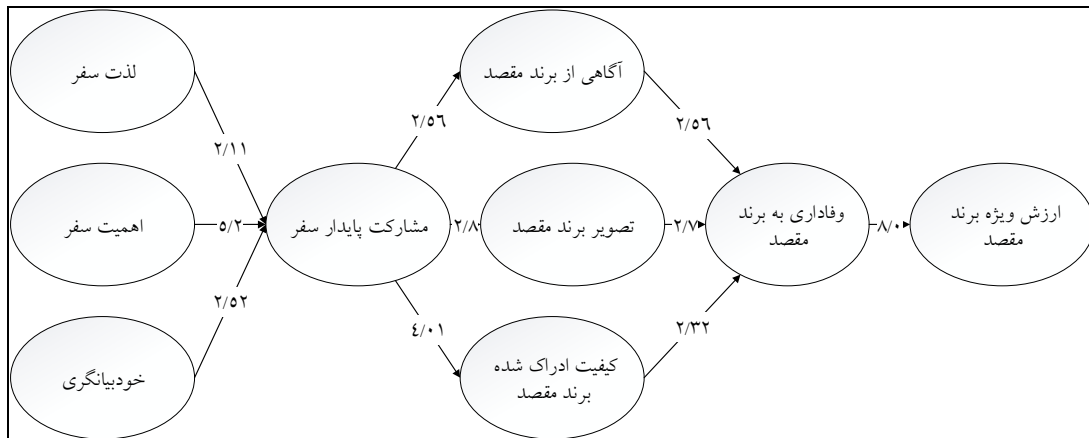 لذت سفر
اهمیت سفر
خودبیانگری
۲/۱۱
۵/۲
۲/۵۲
مشارکت پایدار سفر
۲/۵۶
۲/۸
۴/۰۱
آگاهی از برند مقصد
تصویر برند مقصد
کیفیت ادراک شده
برند مقصد
۲/۵۶
۲/۷
۲/۳۲
وفاداری به برند
مقصد
۸/۰
ارزش ویژه برند
مقصد